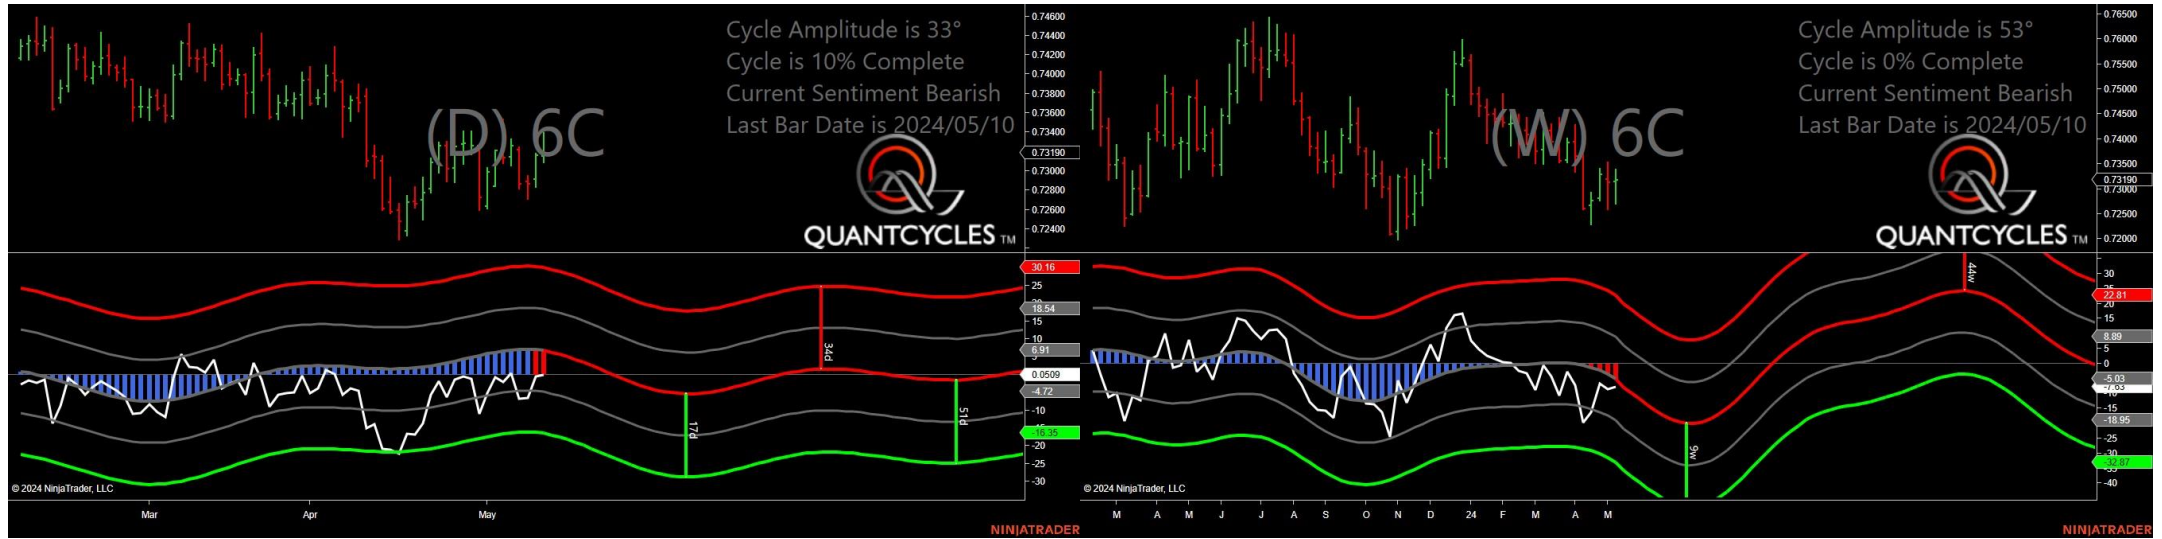 Cycle Amplitude is 33°
Cycle is 10% Complete
Current Sentiment Bearish
Last Bar Date is 2024/05/10
(D) 6C
QUANTCYCLES TM
0.74600
0.74400
0.74200
0.74000
0.73800
0.73600
0.73400
0.73190
0.73000
0.72800
0.72600
0.72400
30.16
25
18.54
15
10
6.91
0.0509
-4.72
-10
-16.35
-20
-25
-30
34d
17d
51d
© 2024 NinjaTrader, LLC
Mar Apr May
NINJATRADER
Cycle Amplitude is 53°
Cycle is 0% Complete
Current Sentiment Bearish
Last Bar Date is 2024/05/10
(W) 6C
QUANTCYCLES TM
0.76500
0.76000
0.75500
0.75000
0.74500
0.74000
0.73500
0.73190
0.73000
0.72500
0.72000
30
22.81
20
15
8.89
5
0
-5.03
-15
-18.95
-25
-32.87
-40
44w
9w
© 2024 NinjaTrader, LLC
M A M J J A S O N D 24 F M A M
NINJATRADER